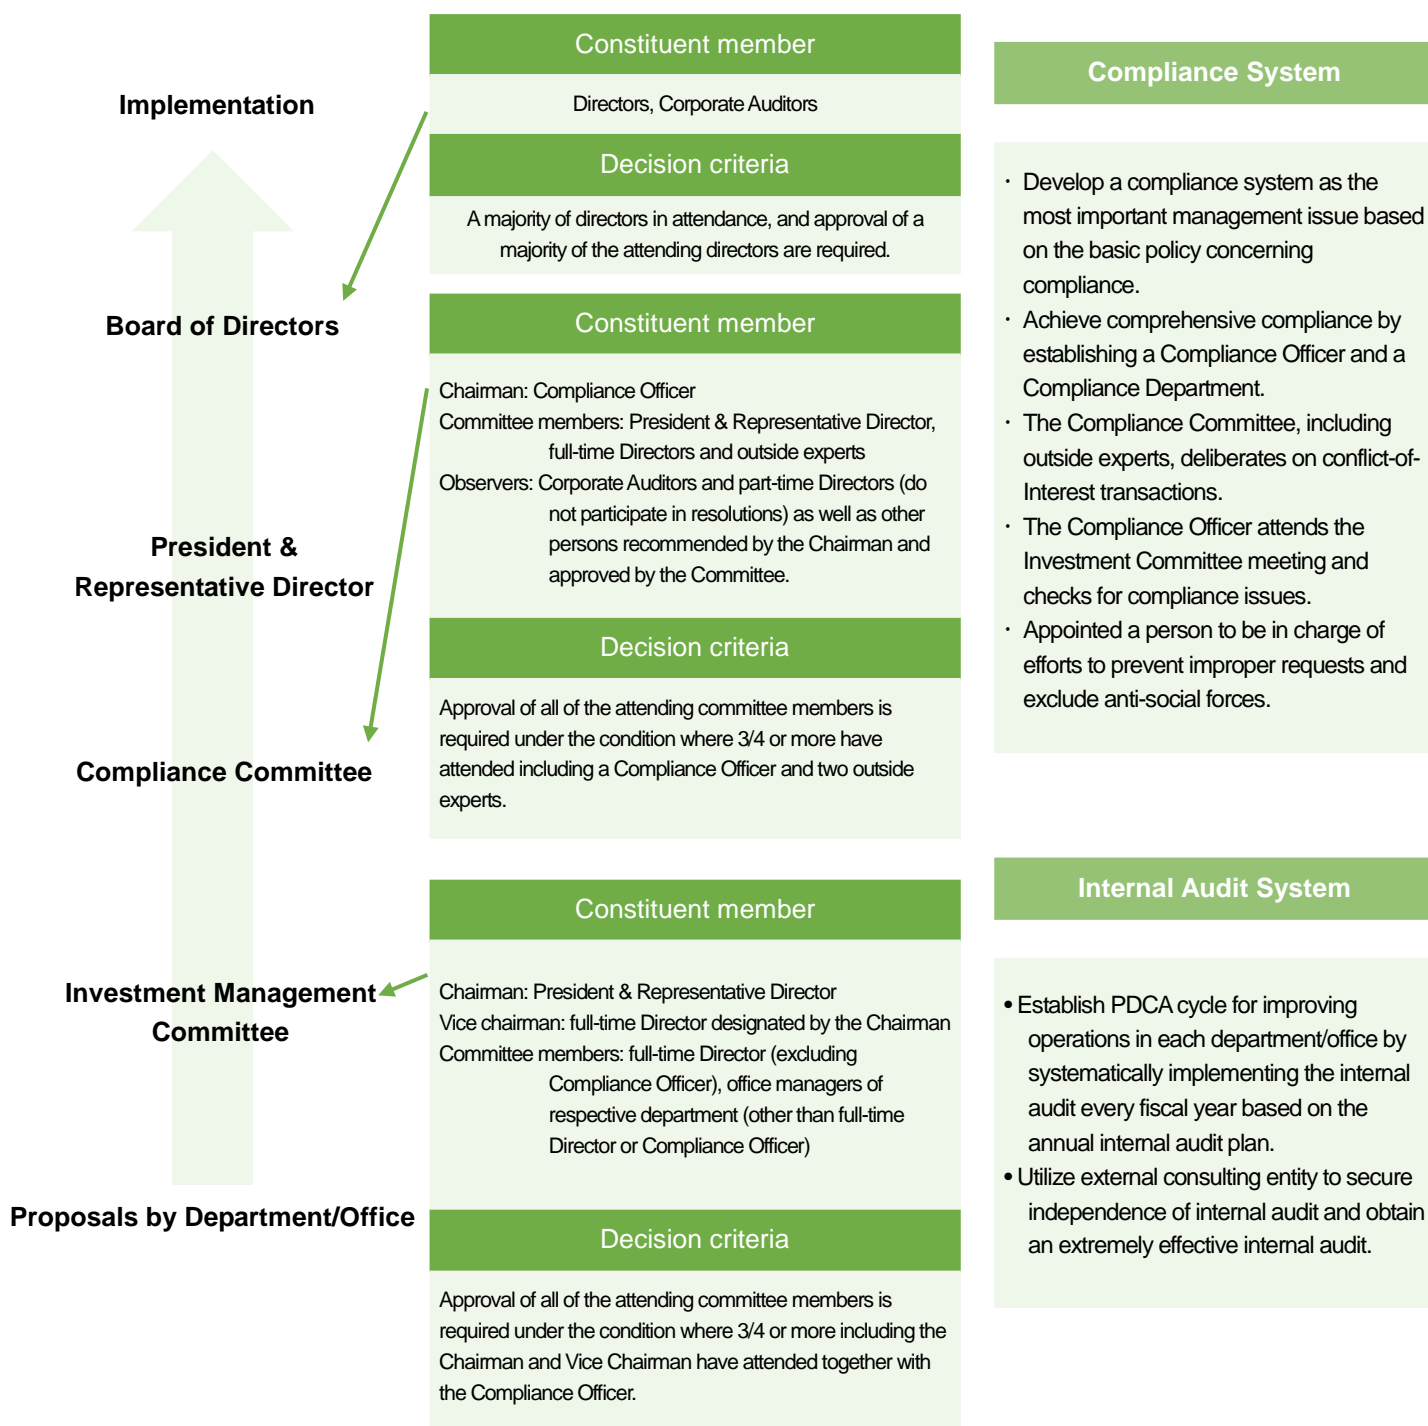 Implementation
Board of Directors
President &
Representative Director
Compliance Committee
Investment Management
Committee
Proposals by Department/Office
Constituent member
Directors, Corporate Auditors
Decision criteria
A majority of directors in attendance, and approval of a
majority of the attending directors are required.
Constituent member
Chairman: Compliance Officer
Committee members: President & Representative Director,
full-time Directors and outside experts
Observers: Corporate Auditors and part-time Directors (do
not participate in resolutions) as well as other
persons recommended by the Chairman and
approved by the Committee.
Decision criteria
Approval of all of the attending committee members is
required under the condition where 3/4 or more have
attended including a Compliance Officer and two outside
experts.
Constituent member
Chairman: President & Representative Director
Vice chairman: full-time Director designated by the Chairman
Committee members: full-time Director (excluding
Compliance Officer), office managers of
respective department (other than full-time
Director or Compliance Officer)
Decision criteria
Approval of all of the attending committee members is
required under the condition where 3/4 or more including the
Chairman and Vice Chairman have attended together with
the Compliance Officer.
Compliance System
・ Develop a compliance system as the
most important management issue based
on the basic policy concerning
compliance.
・ Achieve comprehensive compliance by
establishing a Compliance Officer and a
Compliance Department.
・ The Compliance Committee, including
outside experts, deliberates on conflict-of-
Interest transactions.
・ The Compliance Officer attends the
Investment Committee meeting and
checks for compliance issues.
・ Appointed a person to be in charge of
efforts to prevent improper requests and
exclude anti-social forces.
Internal Audit System
• Establish PDCA cycle for improving
operations in each department/office by
systematically implementing the internal
audit every fiscal year based on the
annual internal audit plan.
• Utilize external consulting entity to secure
independence of internal audit and obtain
an extremely effective internal audit.